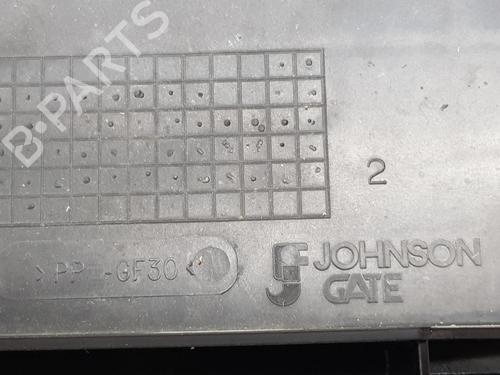 B-PARTS
2
>PP -GF30<
JOHNSON
GATE